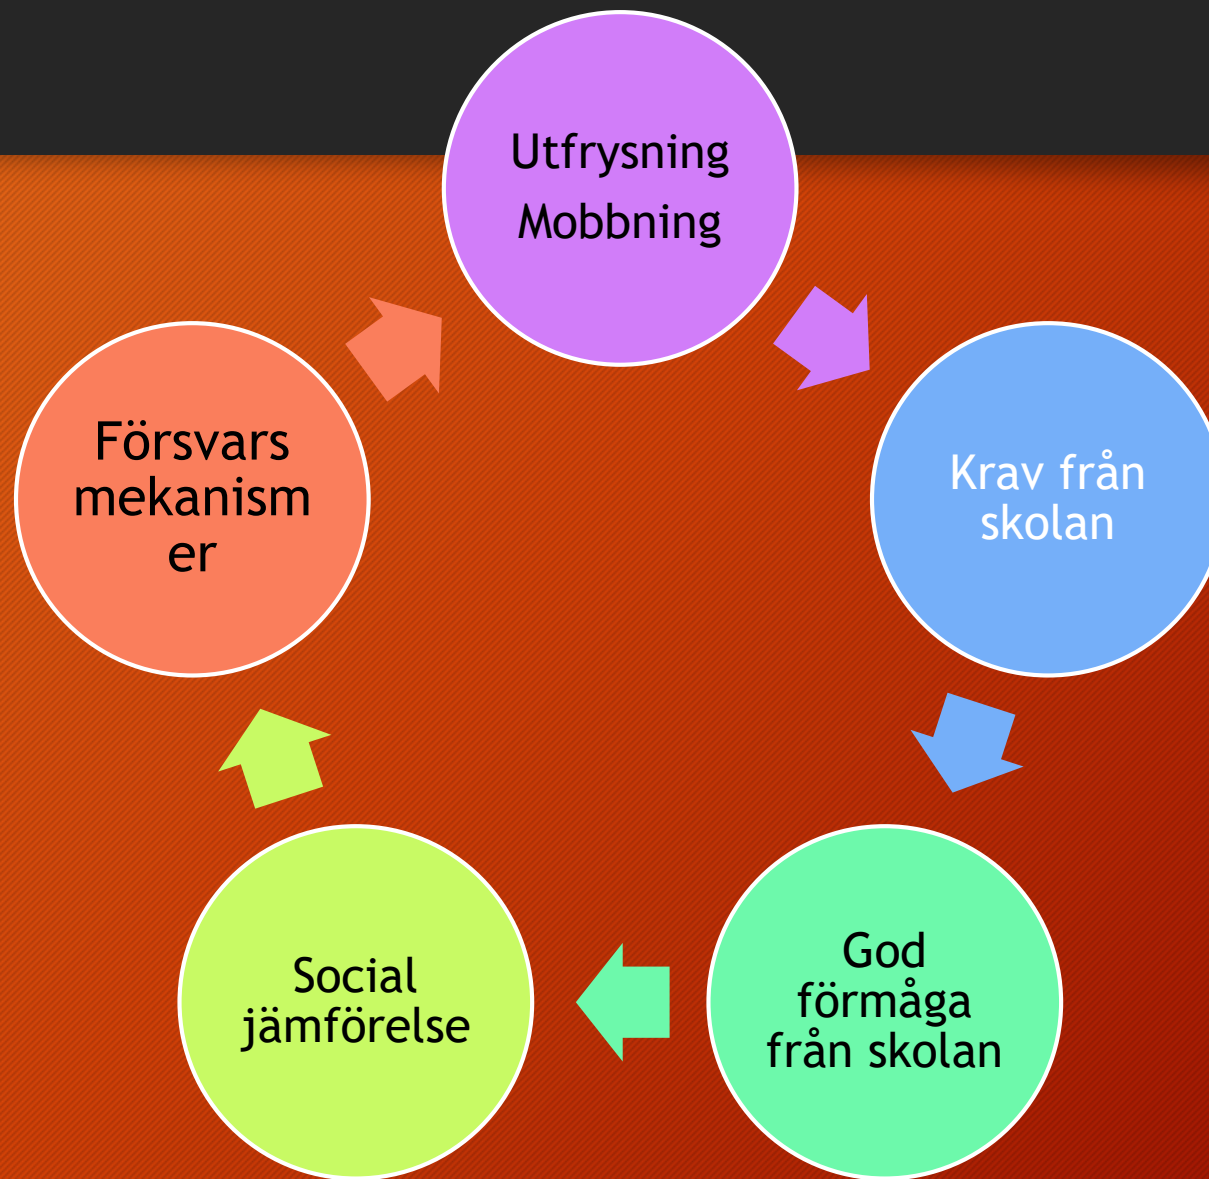 Utfrysning
Mobbning
Krav från
skolan
God
förmåga
från skolan
Social
jämförelse
Försvars
mekanism
er